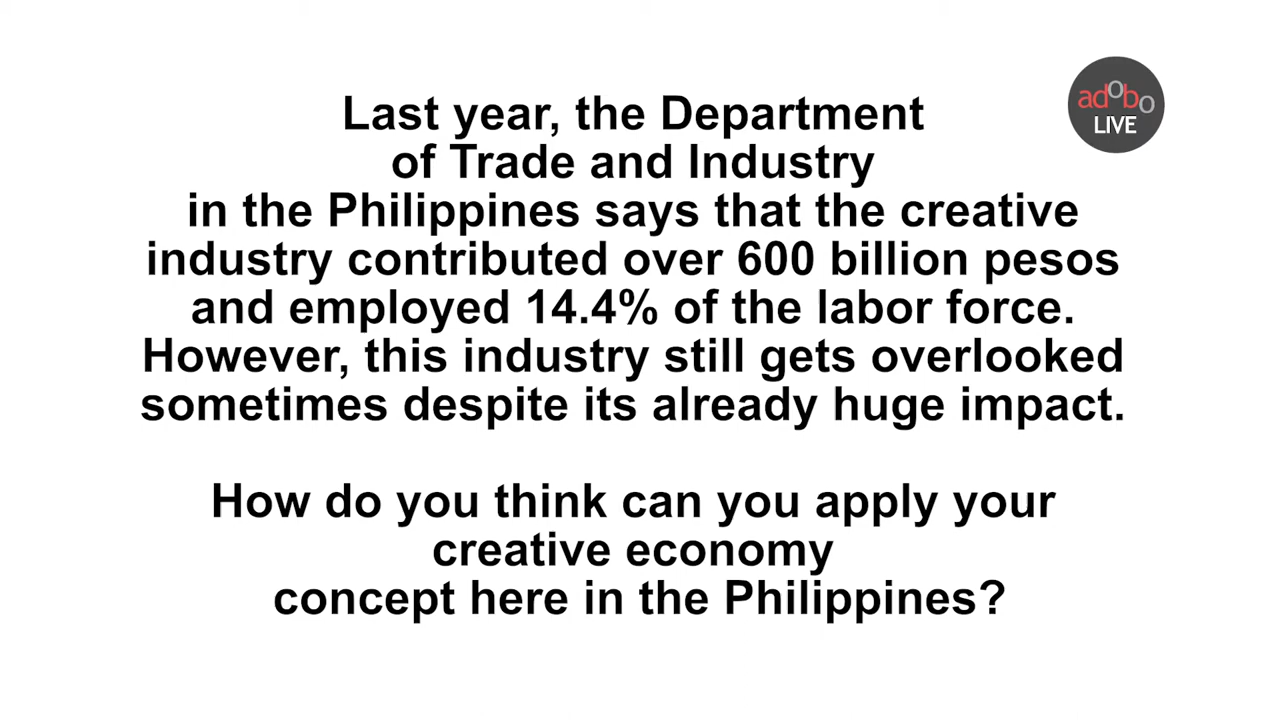 adobo
LIVE
Last year, the Department
of Trade and Industry
in the Philippines says that the creative
industry contributed over 600 billion pesos
and employed 14.4% of the labor force.
However, this industry still gets overlooked
sometimes despite its already huge impact.
How do you think can you apply your
creative economy
concept here in the Philippines?